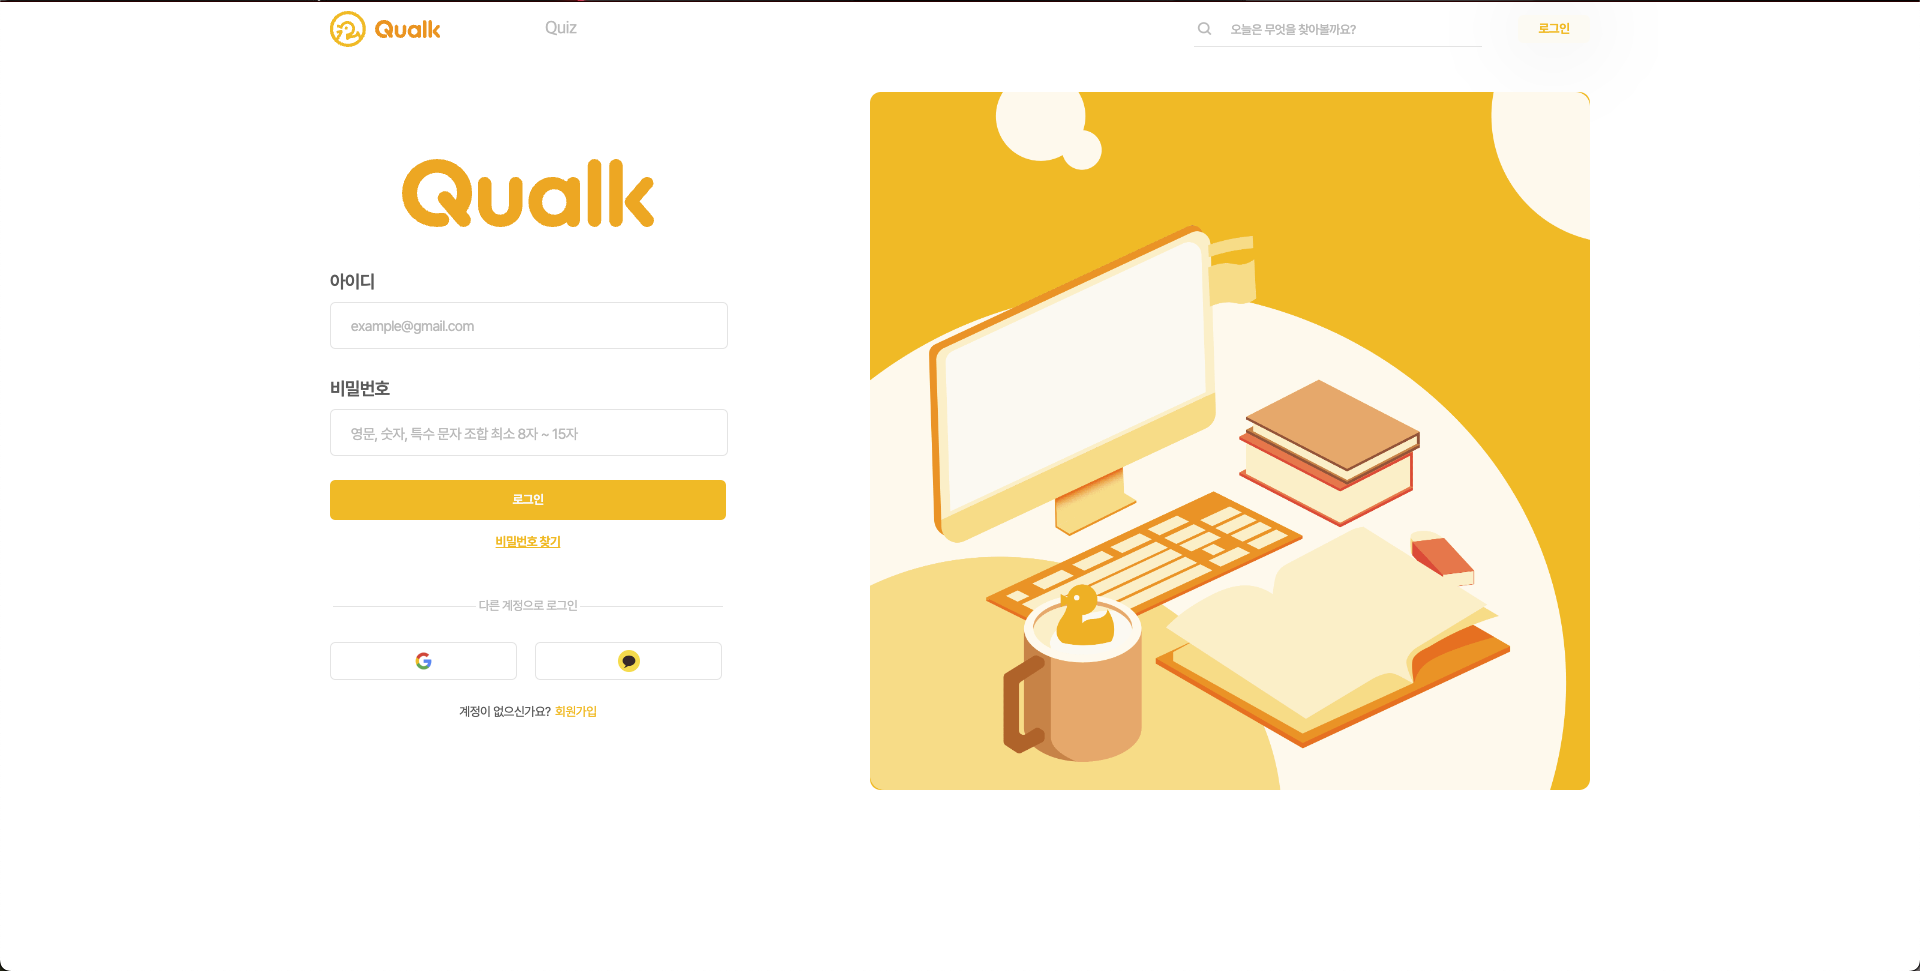 Qualk
Quiz
오늘은 무엇을 찾아볼까요?
로그인
Qualk
아이디
example@gmail.com
비밀번호
영문, 숫자, 특수 문자 조합 최소 8자 ~ 15자
로그인
비밀번호 찾기
다른 계정으로 로그인
계정이 없으신가요? 회원가입